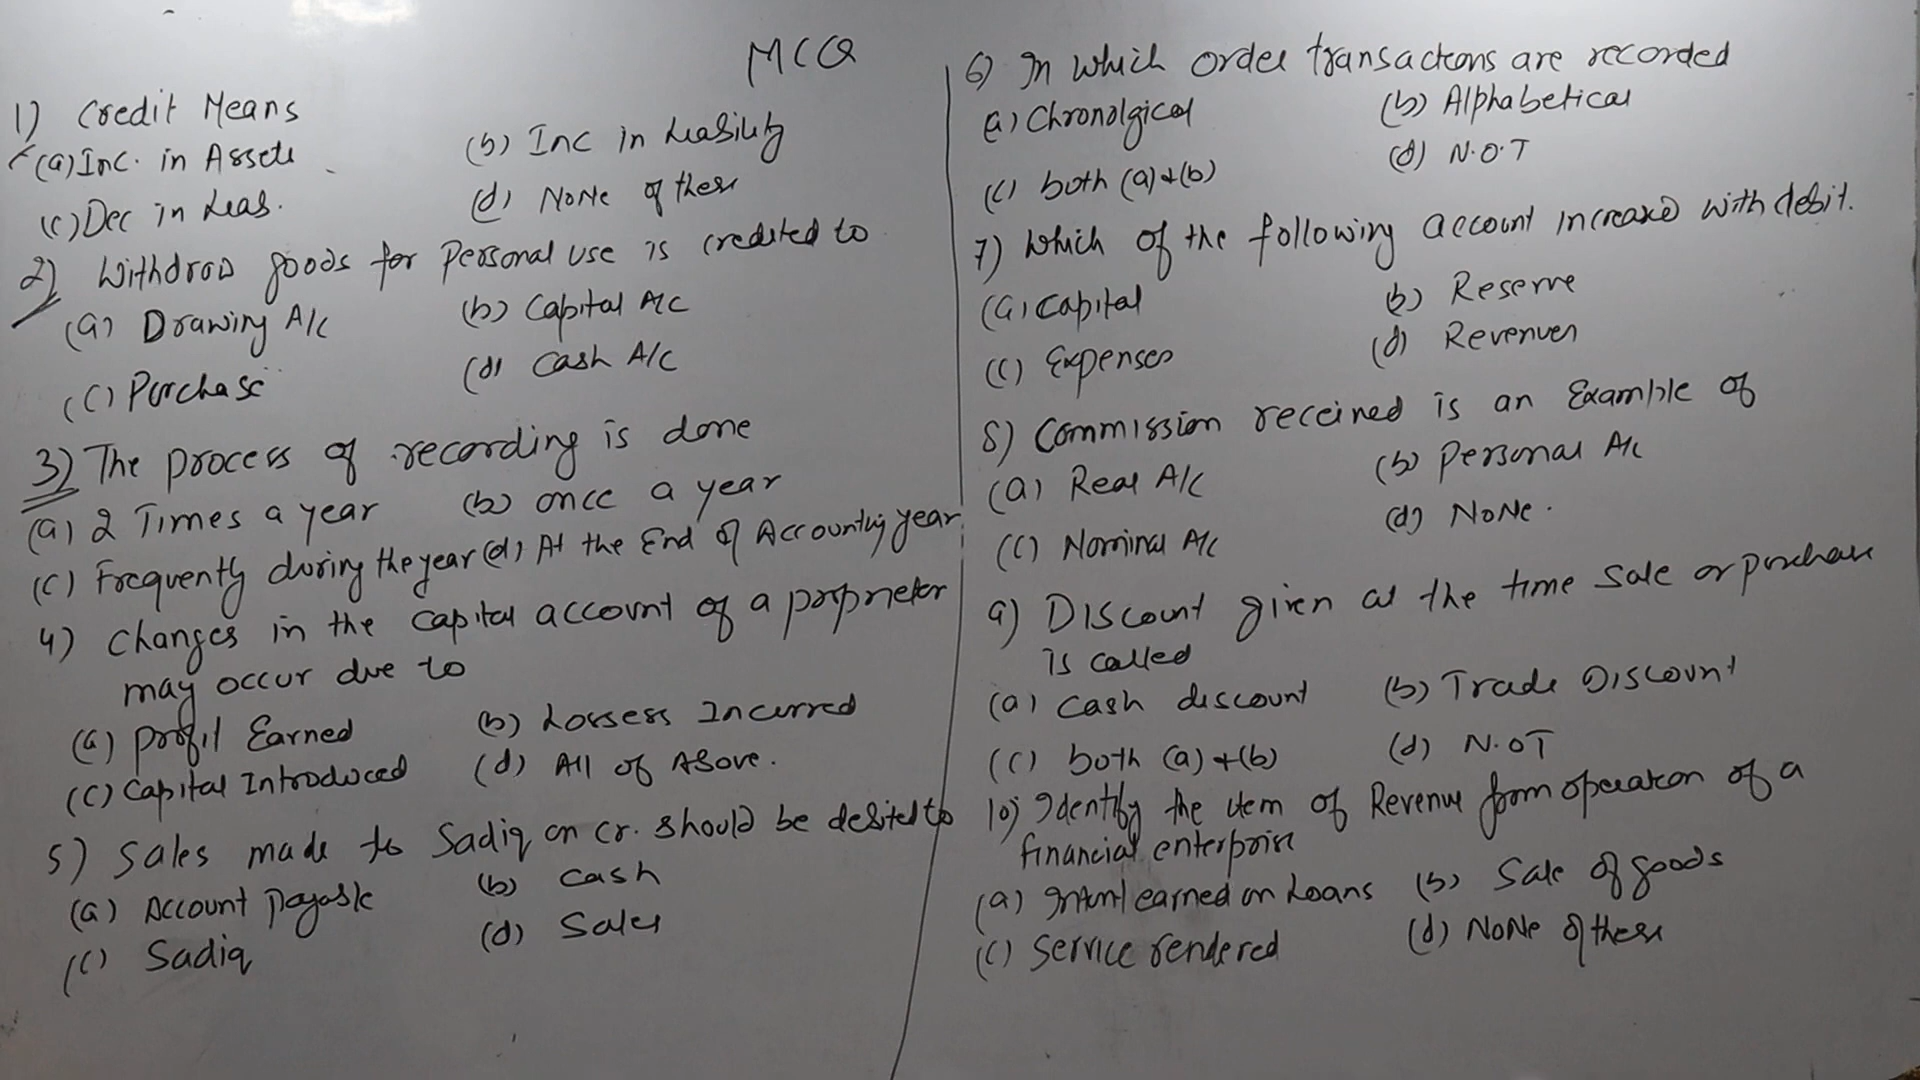 MCQ
1) Credit Means
(a) Inc. in Assets
(b) Inc in Leability
(c) Dec in Leas.
(d) NoNe of these
2) Withdraw goods for Personal use is credited to
(a) Drawing A/c
(b) Capital A/c
(c) Purchase
(d) Cash A/c
3) The process of recording is done
(a) 2 Times a year
(b) once a year
(c) Frequently during the year (d) At the End of Accounting year
4) Changes in the capital account of a proprietor
may occur due to
(a) profit Earned
(b) Lossess Incurred
(c) Capital Introduced
(d) All of Above.
5) Sales made to Sadiq on cr. should be debited to
(a) Account Payable
(b) Cash
(c) Sadiq
(d) Sales
6) In which order transactions are recorded
(a) Chronolgical
(b) Alphabetical
(c) both (a) + (b)
(d) N.O.T
7) Which of the following account increased with debit.
(a) Capital
(b) Reserve
(c) Expenses
(d) Revenues
8) Commission received is an Example of
(a) Real A/c
(b) Personal A/c
(c) Nominal A/c
(d) NoNe.
9) Discount given at the time sale or purchase
is called
(a) cash discount
(b) Trade Discount
(c) both (a) + (b)
(d) N.OT
10) Identify the item of Revenue from operation of a
financial enterprise
(a) Intrest earned on Loans
(b) Sale of goods
(c) Service rendered
(d) NoNe of these